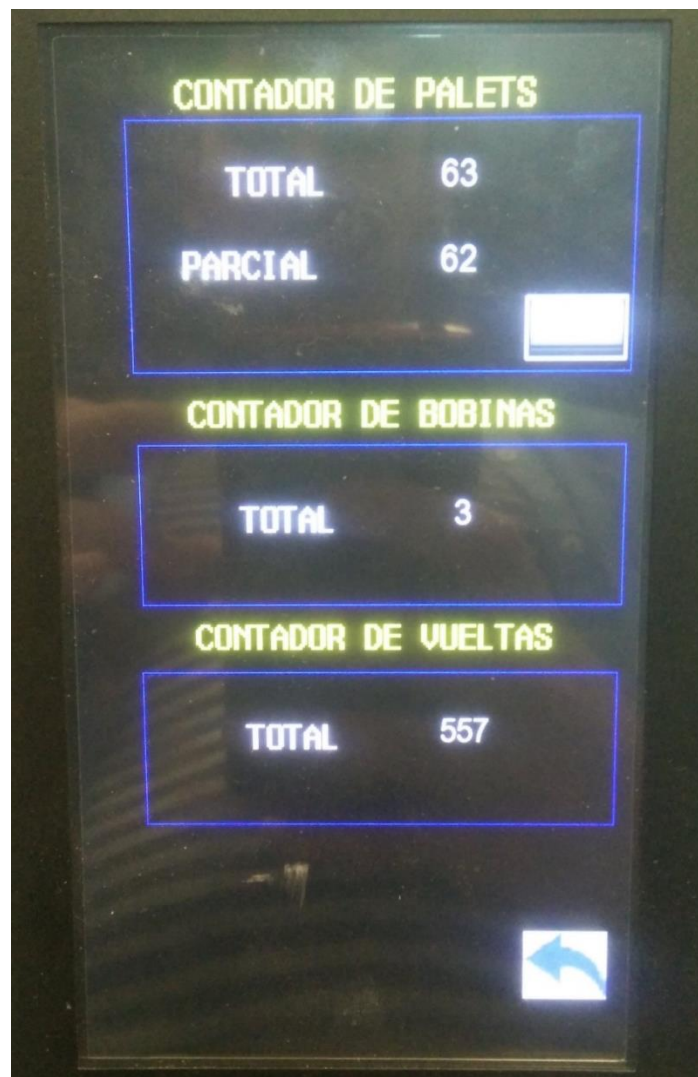 CONTADOR DE PALETS
TOTAL 63
PARCIAL 62
CONTADOR DE BOBINAS
TOTAL 3
CONTADOR DE VUELTAS
TOTAL 557